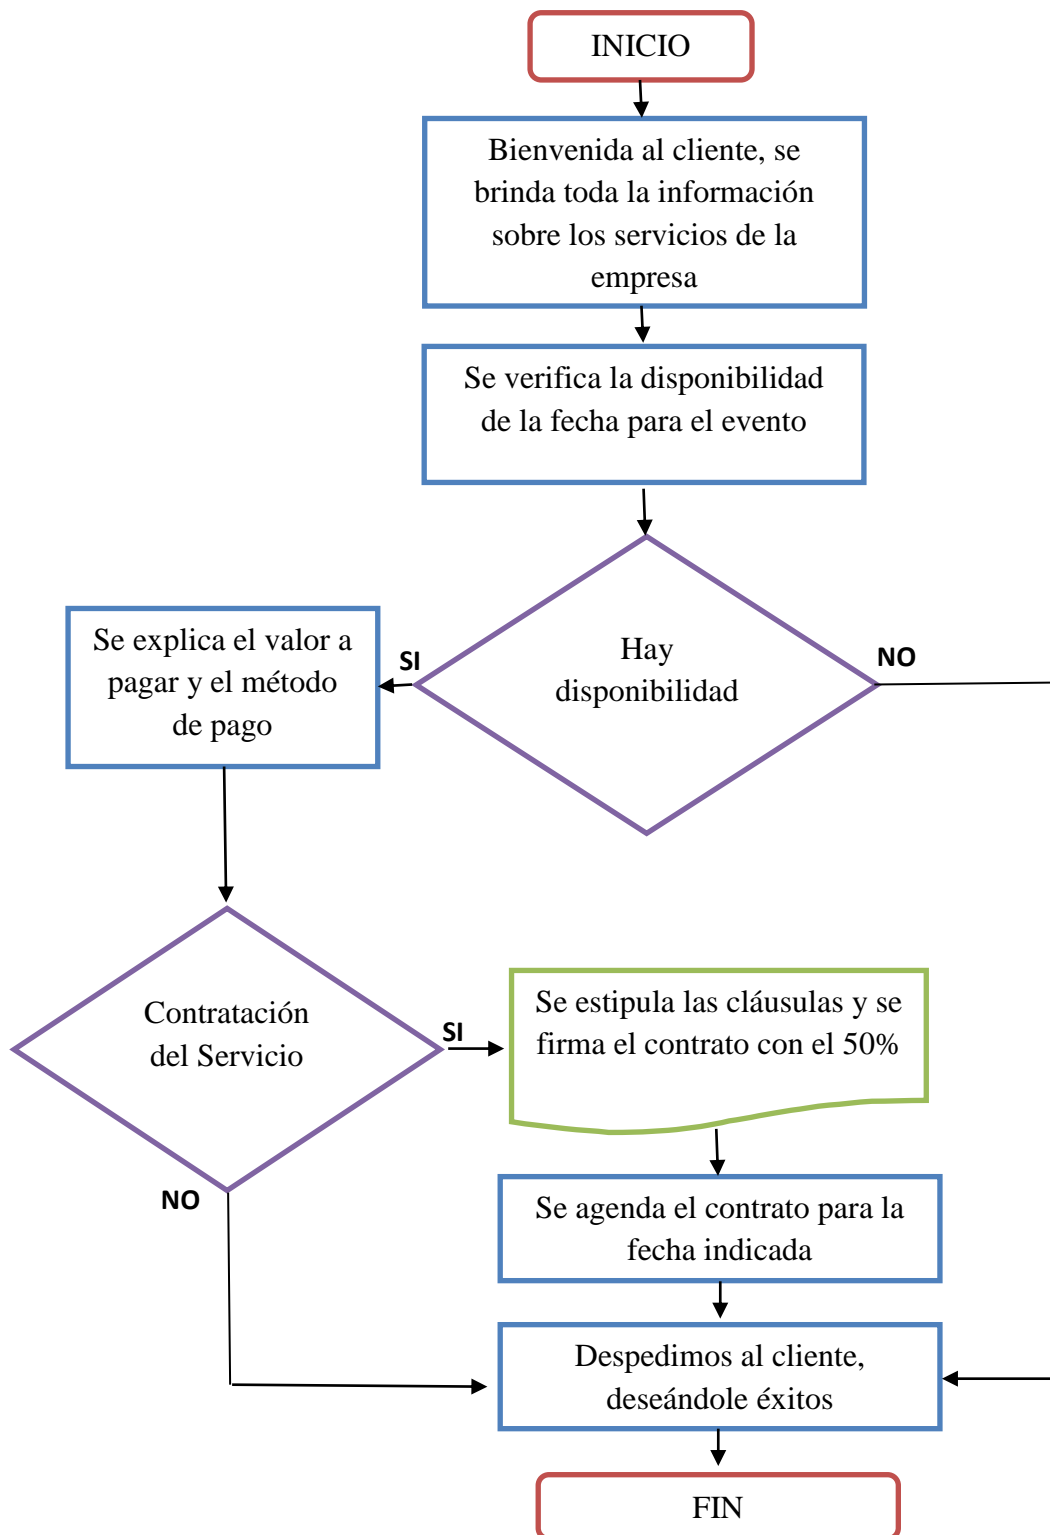 INICIO
Bienvenida al cliente, se
brinda toda la información
sobre los servicios de la
empresa
Se verifica la disponibilidad
de la fecha para el evento
Hay
disponibilidad
SI
NO
Se explica el valor a
pagar y el método
de pago
Contratación
del Servicio
SI
NO
Se estipula las cláusulas y se
firma el contrato con el 50%
Se agenda el contrato para la
fecha indicada
Despedimos al cliente,
deseándole éxitos
FIN